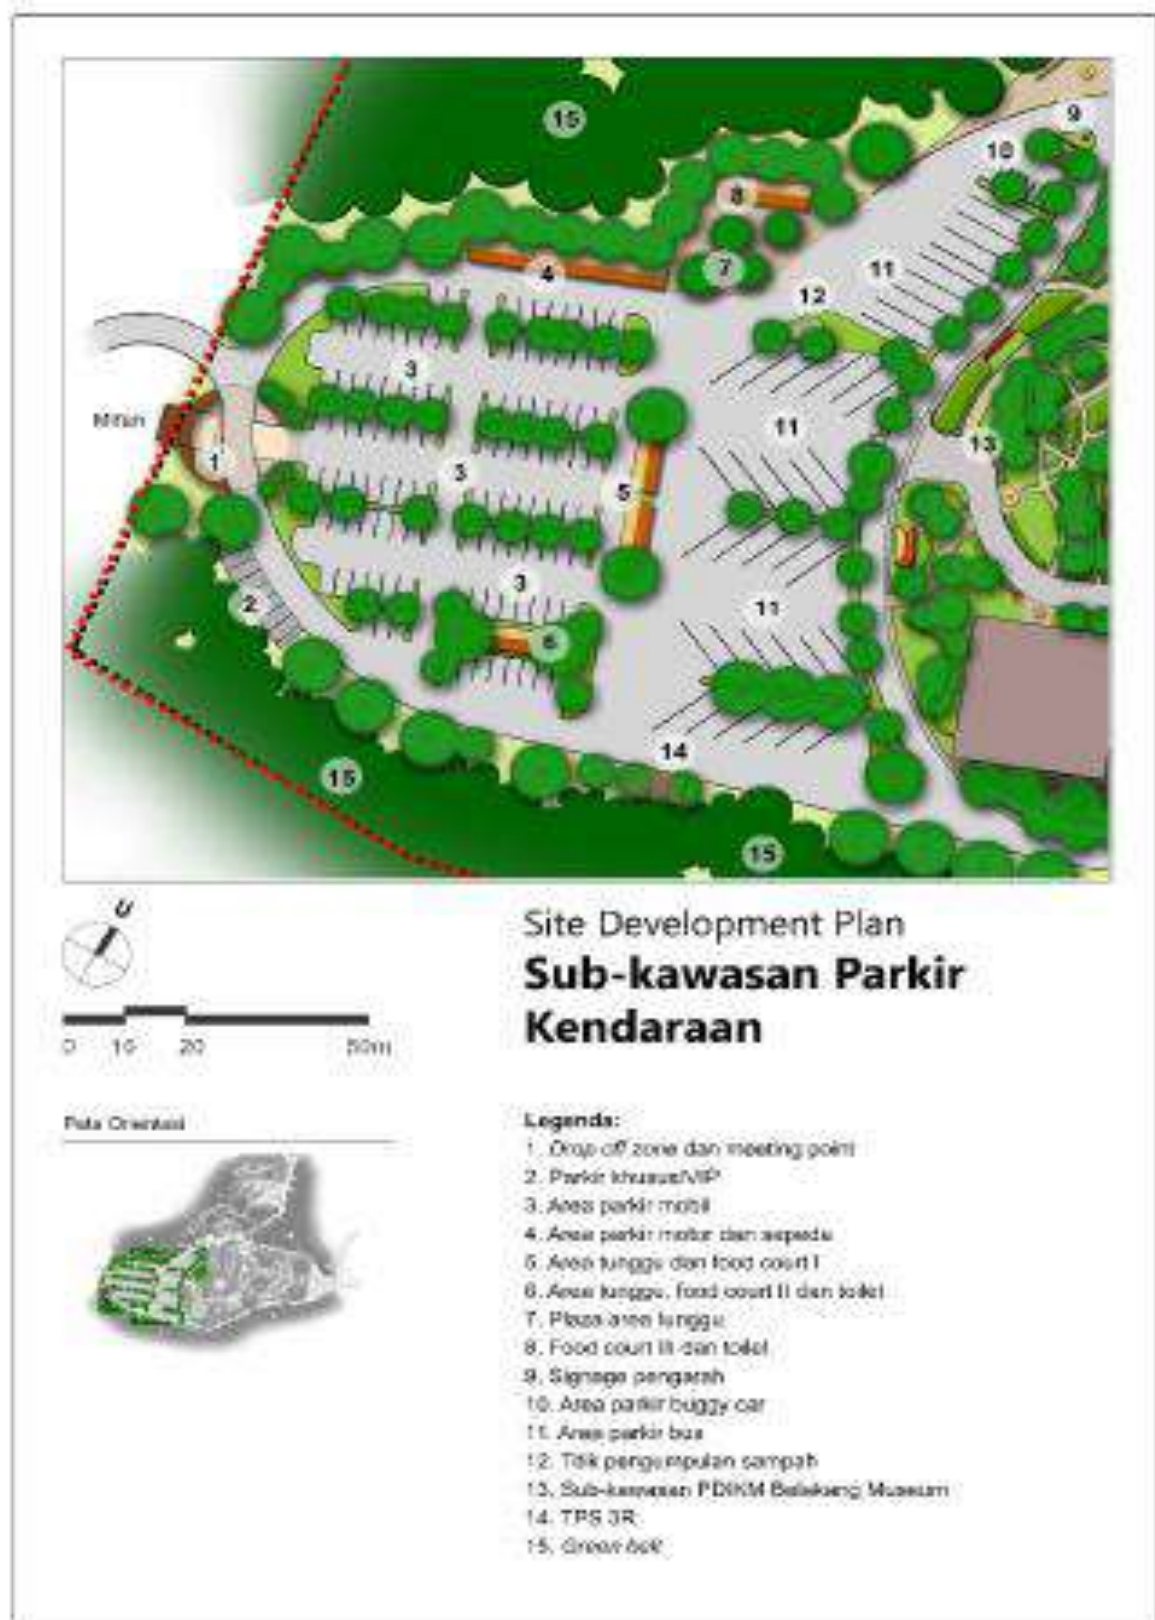 15
9
10
8
4
7
11
12
3
11
13
Mihin
1
3
5
3
2
11
6
14
15
15
U
0 10 20 50m
Site Development Plan
Sub-kawasan Parkir
Kendaraan
Peta Orientasi
Legenda:
1. Drop off zone dan meeting point
2. Parkir khusus/VIP
3. Area parkir mobil
4. Area parkir motor dan sepeda
5. Area tunggu dan food court I
6. Area tunggu, food court II dan toilet
7. Plaza area tunggu
8. Food court III dan toilet
9. Signage pengarah
10. Area parkir buggy car
11. Area parkir bus
12. Titik pengumpulan sampah
13. Sub-kawasan PDIKM Belakang Museum
14. TPS 3R
15. Green belt